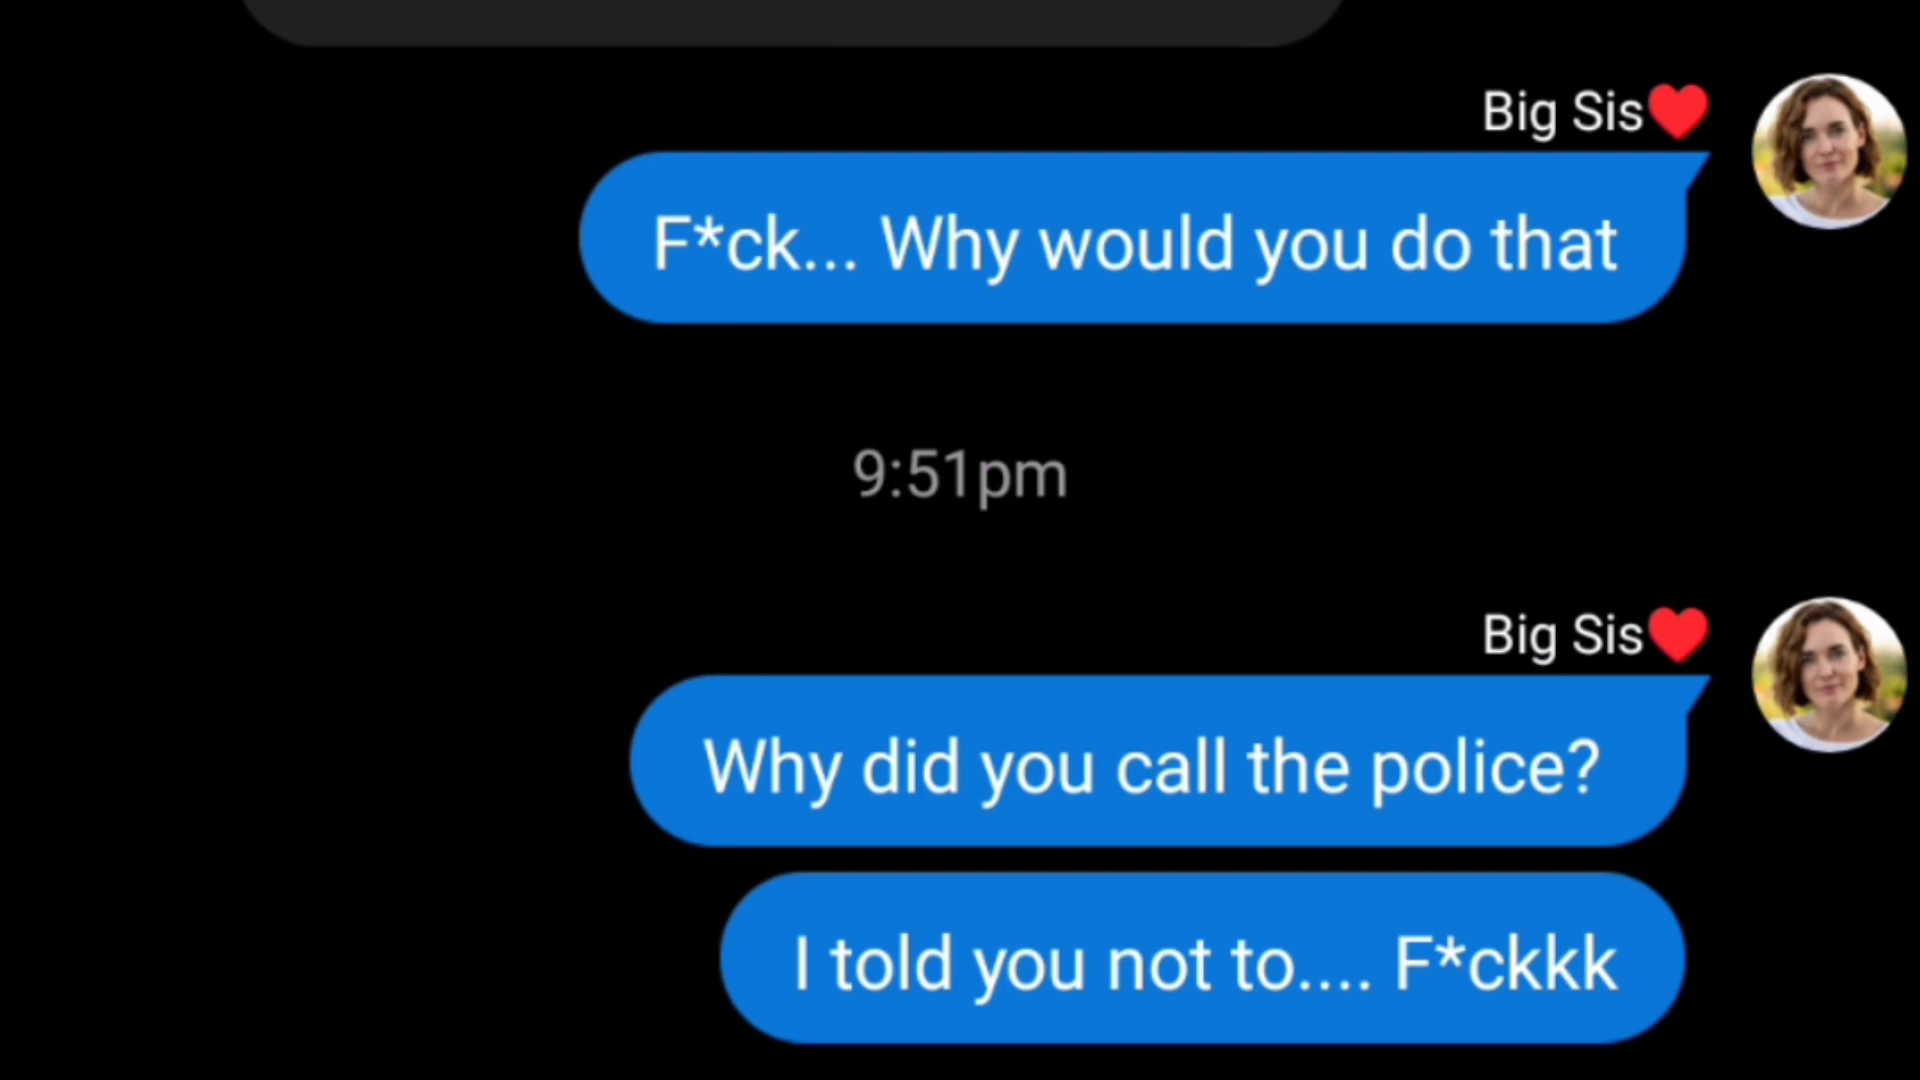 Big Sis❤️
F*ck... Why would you do that
9:51pm
Big Sis❤️
Why did you call the police?
I told you not to.... F*ckkk